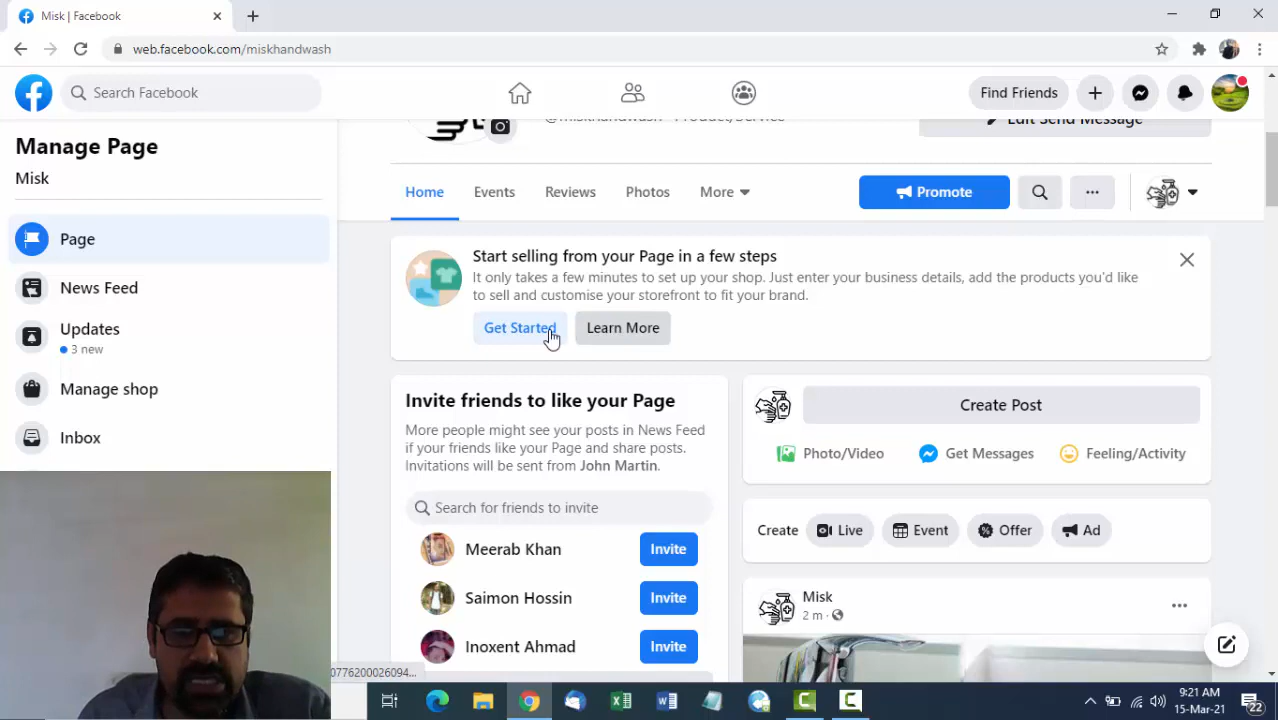 Misk | Facebook
web.facebook.com/miskhandwash
Search Facebook
Find Friends
Manage Page
Misk
@miskhandwash · Product/Service
Edit Send Message
Home
Events
Reviews
Photos
More
Promote
Page
News Feed
Updates
3 new
Manage shop
Inbox
Start selling from your Page in a few steps
It only takes a few minutes to set up your shop. Just enter your business details, add the products you'd like
to sell and customise your storefront to fit your brand.
Get Started
Learn More
Invite friends to like your Page
More people might see your posts in News Feed
if your friends like your Page and share posts.
Invitations will be sent from John Martin.
Search for friends to invite
Meerab Khan
Invite
Saimon Hossin
Invite
Inoxent Ahmad
Invite
Create Post
Photo/Video
Get Messages
Feeling/Activity
Create
Live
Event
Offer
Ad
Misk
2 m ·
0776200026094...
9:21 AM
15-Mar-21
22